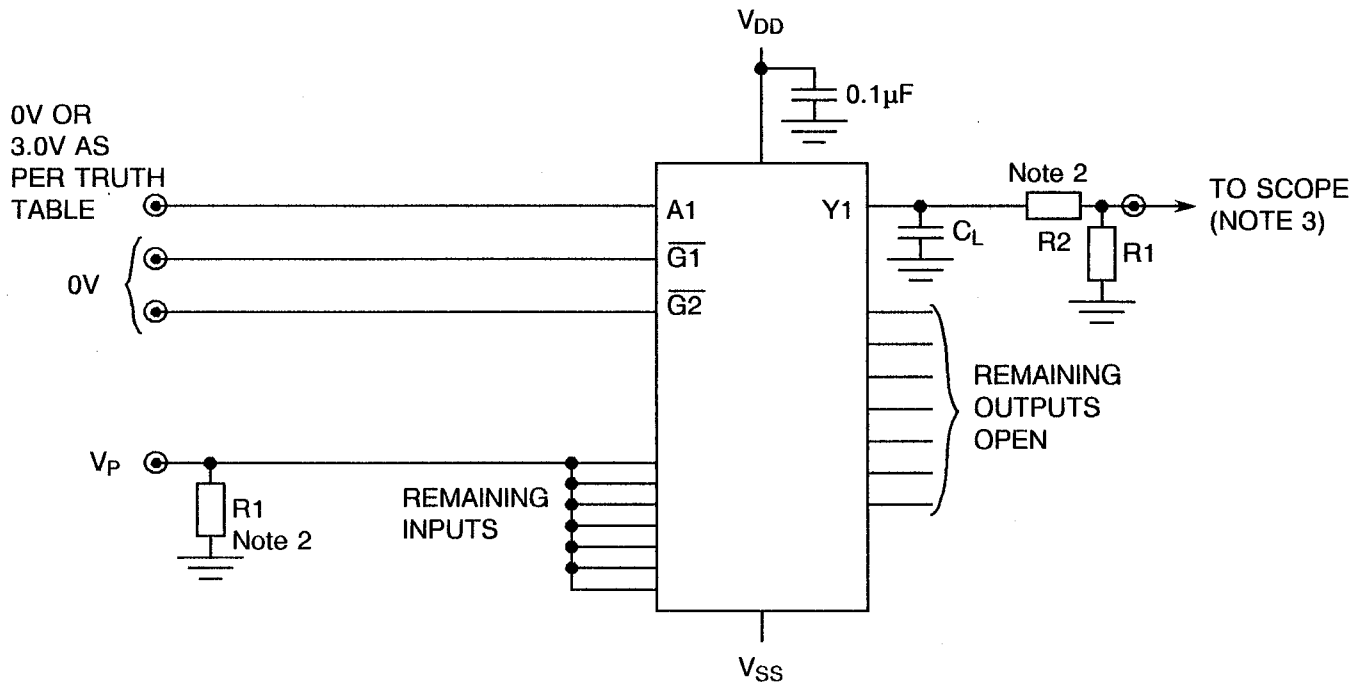 VDD
0.1µF
0V OR
3.0V AS
PER TRUTH
TABLE
A1
Y1
Note 2
TO SCOPE
(NOTE 3)
CL
R2
R1
G1
0V
G2
REMAINING
OUTPUTS
OPEN
VP
R1
Note 2
REMAINING
INPUTS
VSS